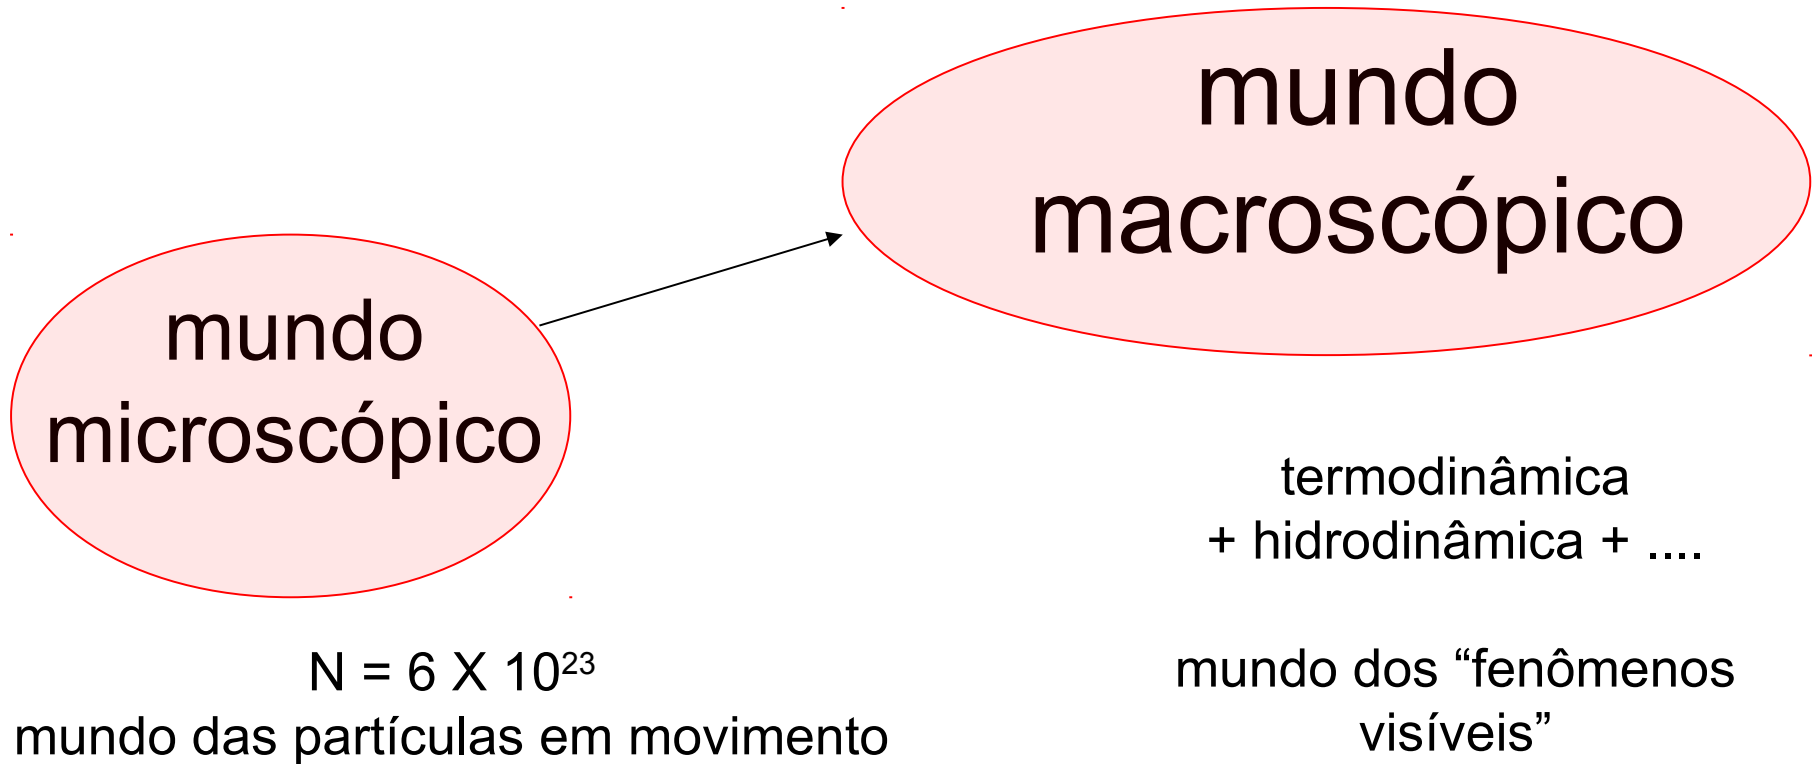 mundo
macroscópico
mundo
microscópico
termodinâmica
+ hidrodinâmica + ....
N = 6 X 10²³
mundo das partículas em movimento
mundo dos “fenômenos
visíveis”